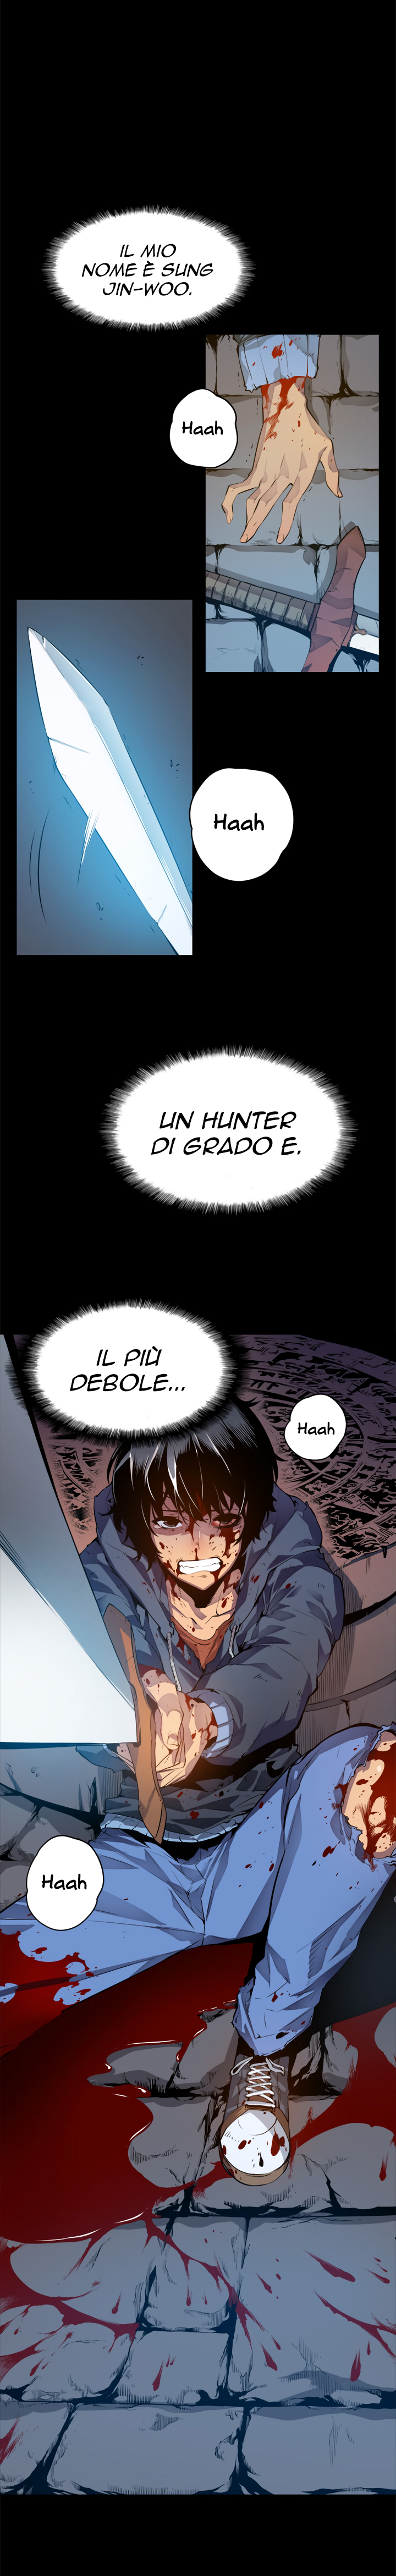 IL MIO
NOME È SUNG
JIN-WOO.
Haah
Haah
UN HUNTER
DI GRADO E.
IL PIÙ
DEBOLE...
Haah
Haah